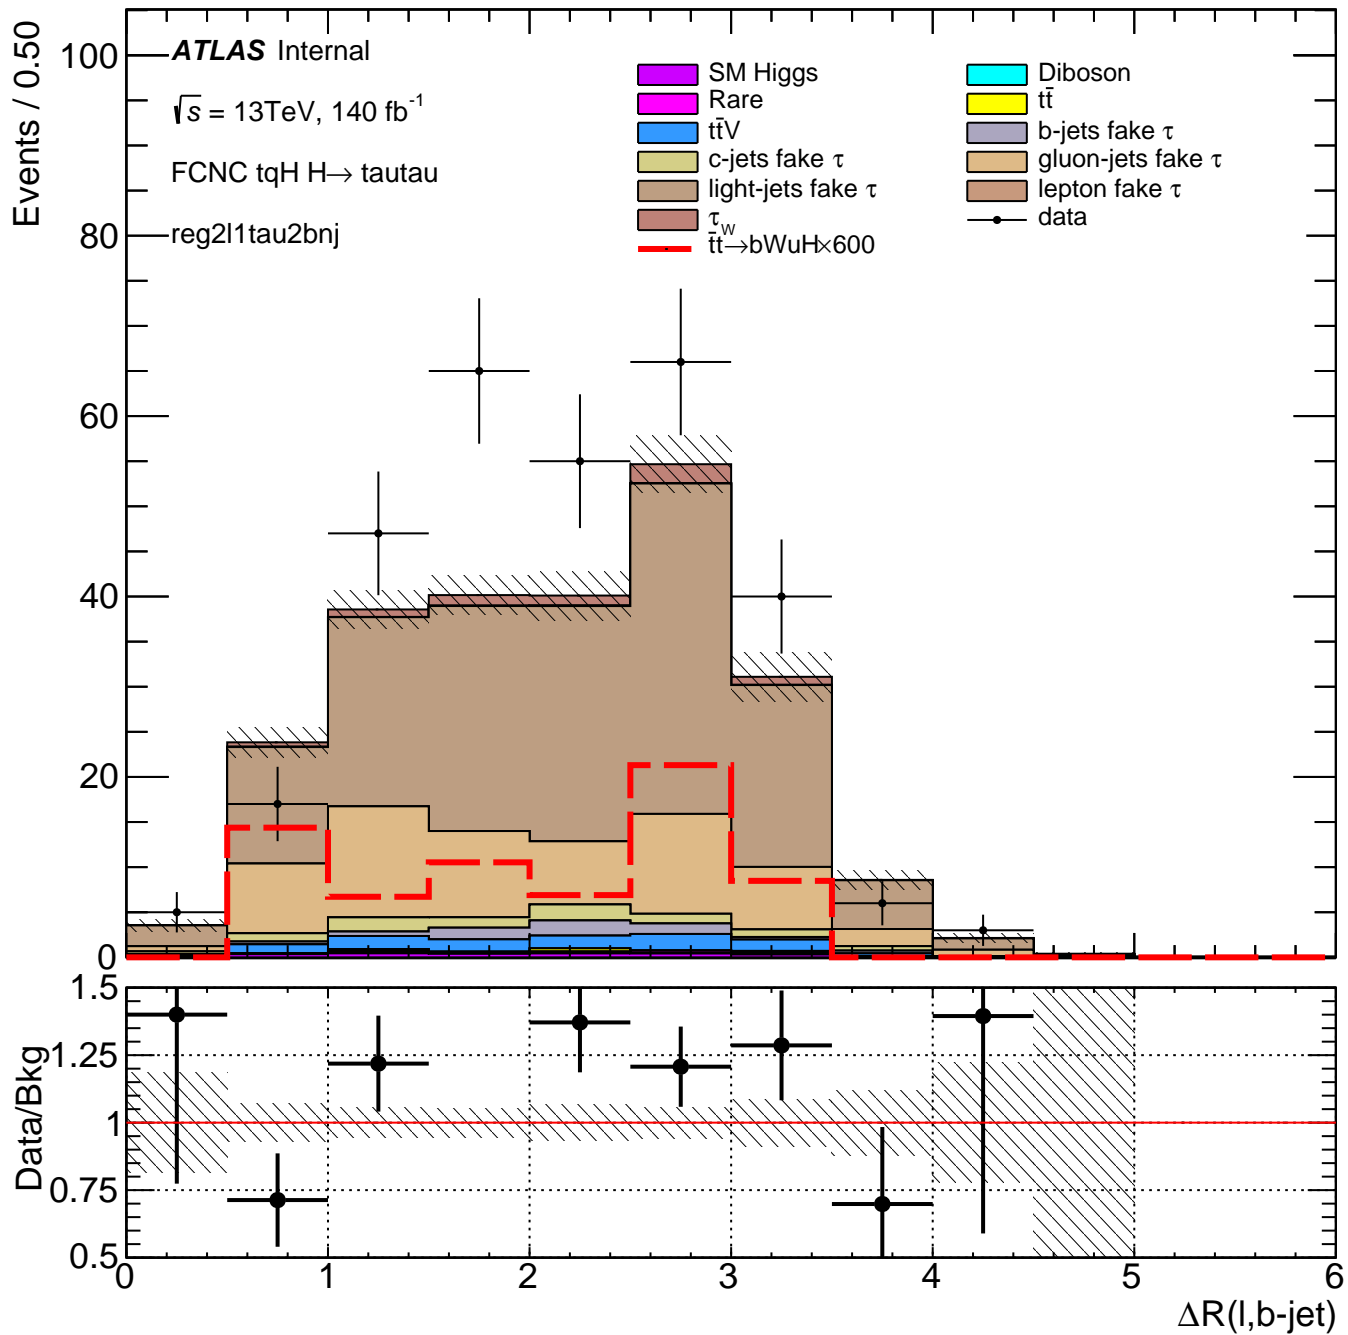 ATLAS Internal
√s = 13TeV, 140 fb⁻¹
FCNC tqH H→ tautau
reg2l1tau2bnj
SM Higgs
Rare
tt̄V
c-jets fake τ
light-jets fake τ
τ_W
t̄t→bWuH×600
Diboson
tt̄
b-jets fake τ
gluon-jets fake τ
lepton fake τ
data
Events / 0.50
100
80
60
40
20
0
Data/Bkg
1.5
1.25
1
0.75
0.5
0 1 2 3 4 5 6
ΔR(l,b-jet)